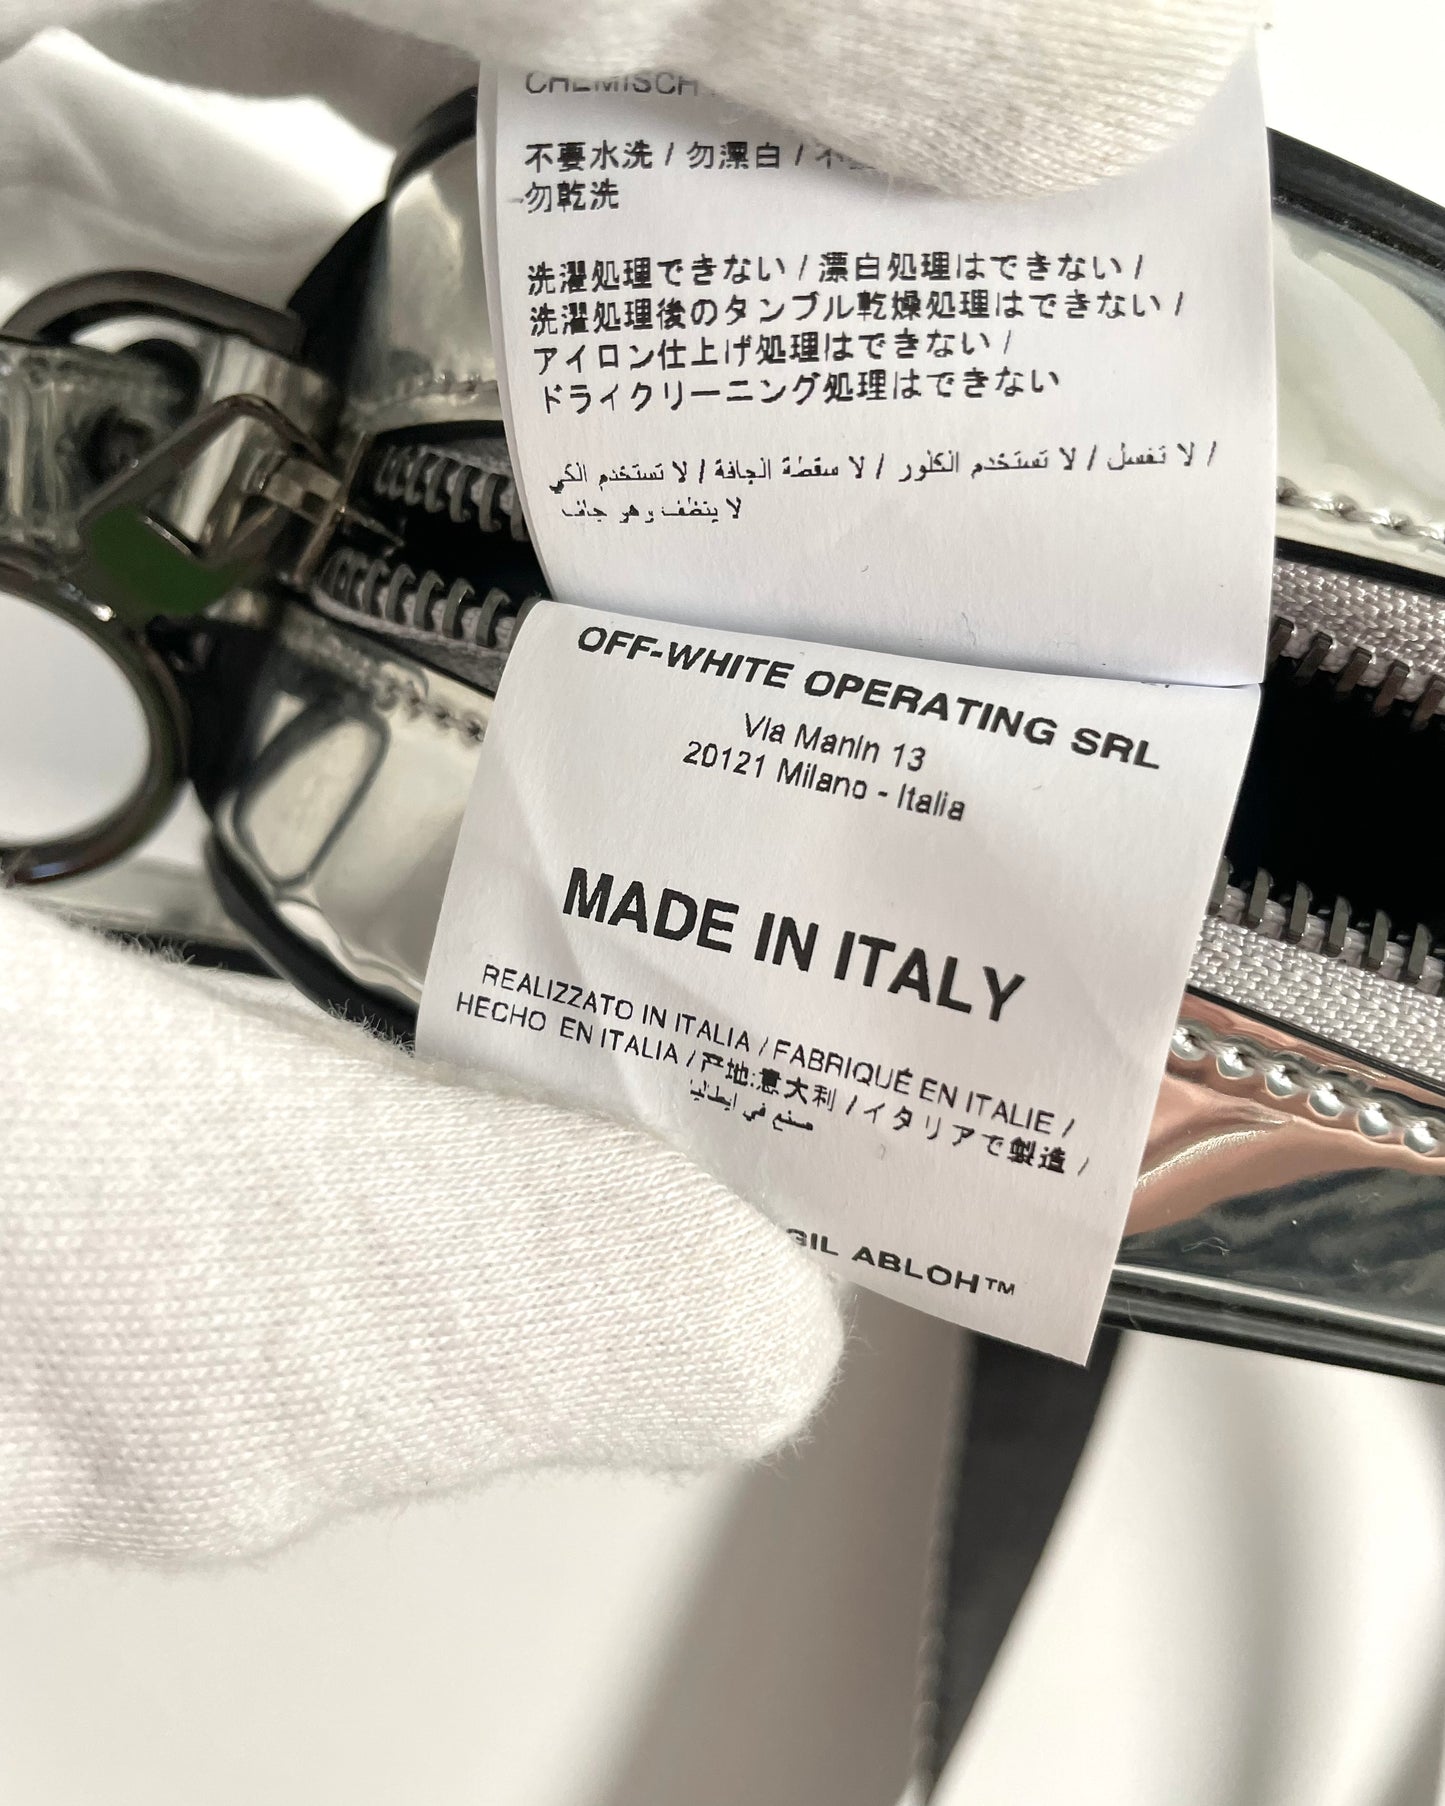 CHEMISCH
不要水洗 / 勿漂白 / 不要
勿乾洗
洗濯処理できない / 漂白処理はできない /
洗濯処理後のタンブル乾燥処理はできない /
アイロン仕上げ処理はできない /
ドライクリーニング処理はできない
لا تغسل / لا تستخدم الكلور / لا سقطة الجافة / لا تستخدم الكي /
لا ينظف وهو جاف
OFF-WHITE OPERATING SRL
Via Manin 13
20121 Milano - Italia
MADE IN ITALY
REALIZZATO IN ITALIA / FABRIQUÉ EN ITALIE /
HECHO EN ITALIA / 产地:意大利 / イタリアで製造 /
صنع في ايطاليا
GIL ABLOH™